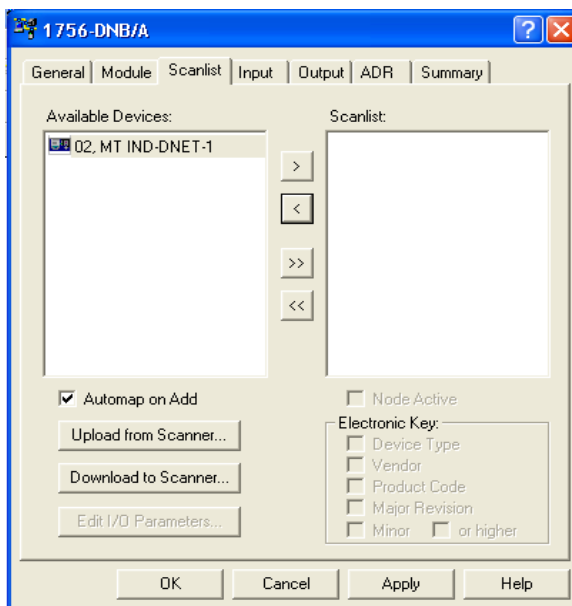 1756-DNB/A
General Module Scanlist Input Output ADR Summary
Available Devices: Scanlist:
02, MT IND-DNET-1
>
<
>>
<<
Automap on Add Node Active
Upload from Scanner... Electronic Key:
Device Type
Download to Scanner... Vendor
Product Code
Edit I/O Parameters... Major Revision
Minor or higher
OK Cancel Apply Help